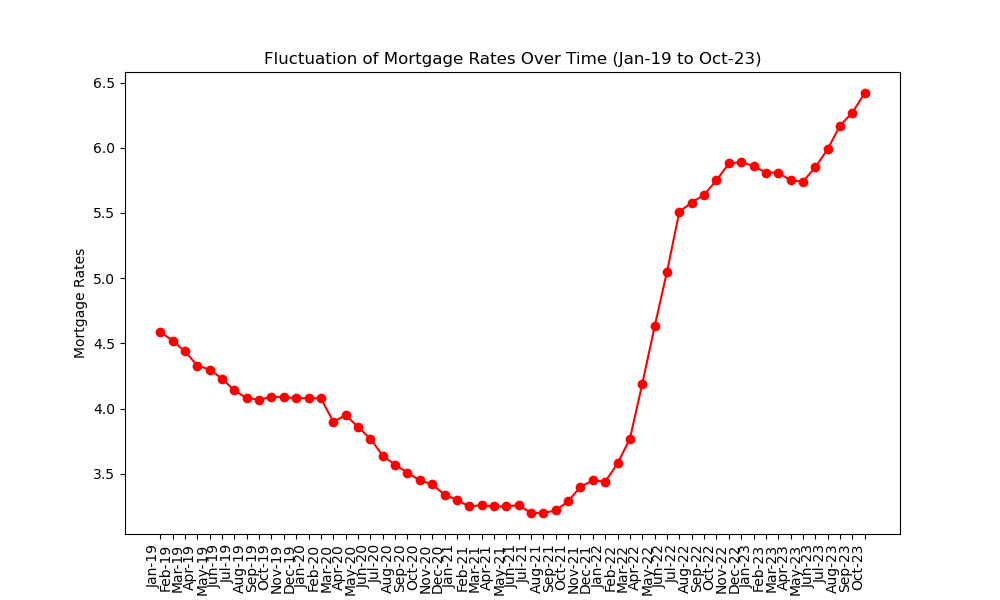 Fluctuation of Mortgage Rates Over Time (Jan-19 to Oct-23)
Mortgage Rates
6.5
6.0
5.5
5.0
4.5
4.0
3.5
Jan-19
Feb-19
Mar-19
Apr-19
May-19
Jun-19
Jul-19
Aug-19
Sep-19
Oct-19
Nov-19
Dec-19
Jan-20
Feb-20
Mar-20
Apr-20
May-20
Jun-20
Jul-20
Aug-20
Sep-20
Oct-20
Nov-20
Dec-20
Jan-21
Feb-21
Mar-21
Apr-21
May-21
Jun-21
Jul-21
Aug-21
Sep-21
Oct-21
Nov-21
Dec-21
Jan-22
Feb-22
Mar-22
Apr-22
May-22
Jun-22
Jul-22
Aug-22
Sep-22
Oct-22
Nov-22
Dec-22
Jan-23
Feb-23
Mar-23
Apr-23
May-23
Jun-23
Jul-23
Aug-23
Sep-23
Oct-23